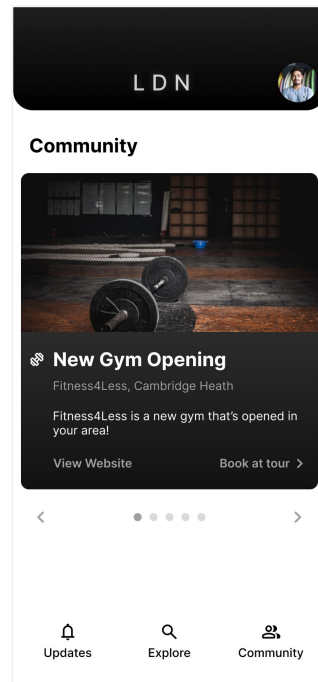 LDN
Community
New Gym Opening
Fitness4Less, Cambridge Heath
Fitness4Less is a new gym that's opened in
your area!
View Website
Book at tour
Updates
Explore
Community